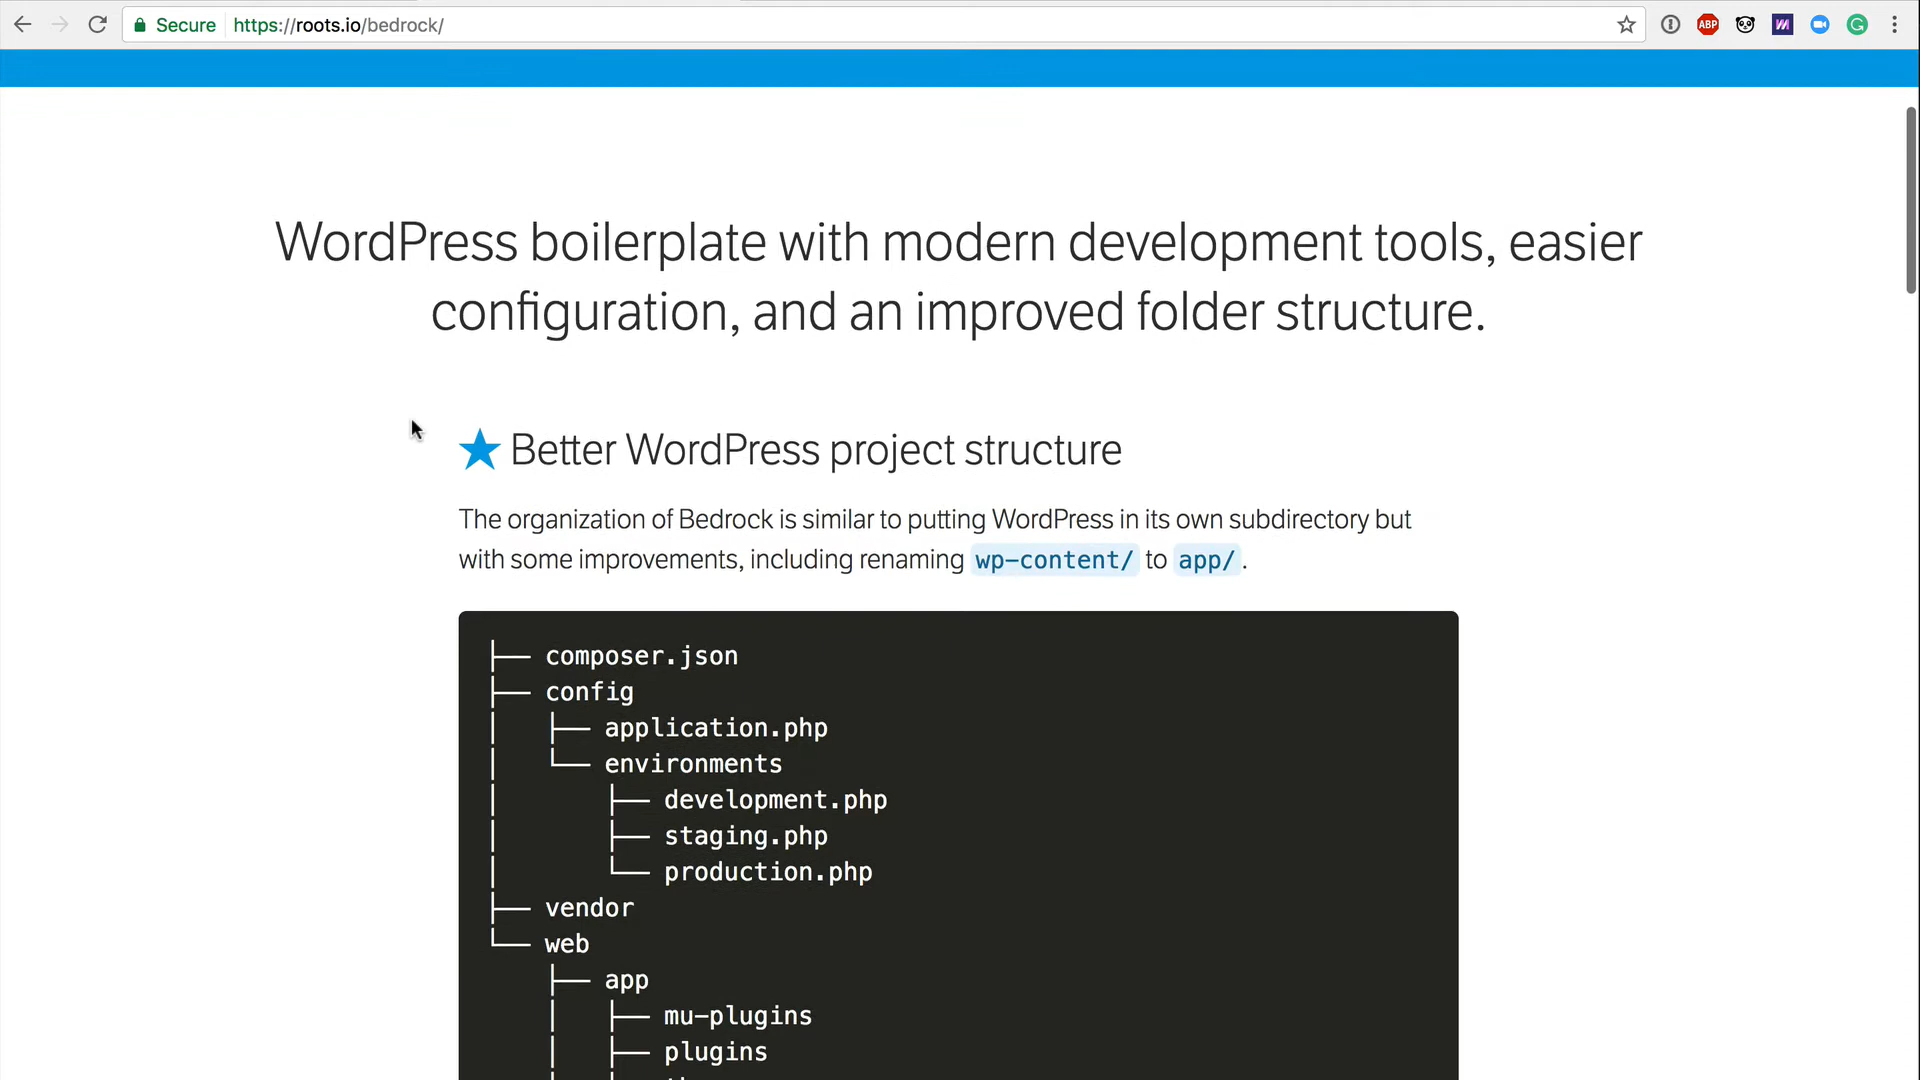 Secure https://roots.io/bedrock/
ABP
WordPress boilerplate with modern development tools, easier
configuration, and an improved folder structure.
Better WordPress project structure
The organization of Bedrock is similar to putting WordPress in its own subdirectory but
with some improvements, including renaming wp-content/ to app/.
├── composer.json
├── config
│   ├── application.php
│   └── environments
│       ├── development.php
│       ├── staging.php
│       └── production.php
├── vendor
└── web
    ├── app
    │   ├── mu-plugins
    │   ├── plugins